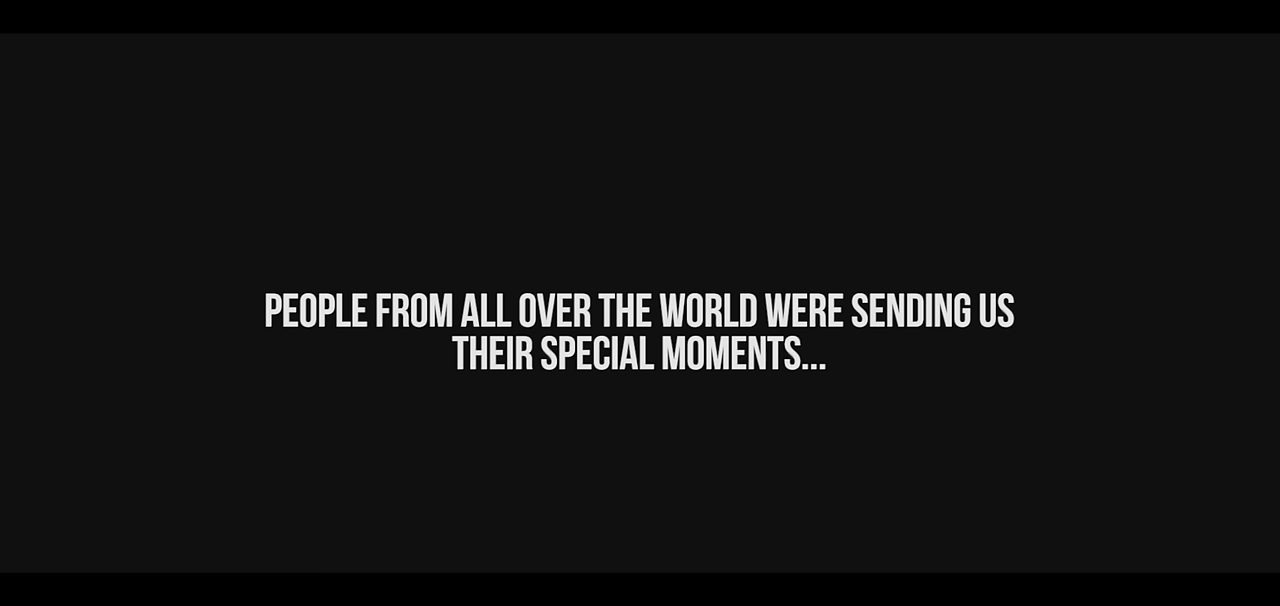 PEOPLE FROM ALL OVER THE WORLD WERE SENDING US
THEIR SPECIAL MOMENTS...